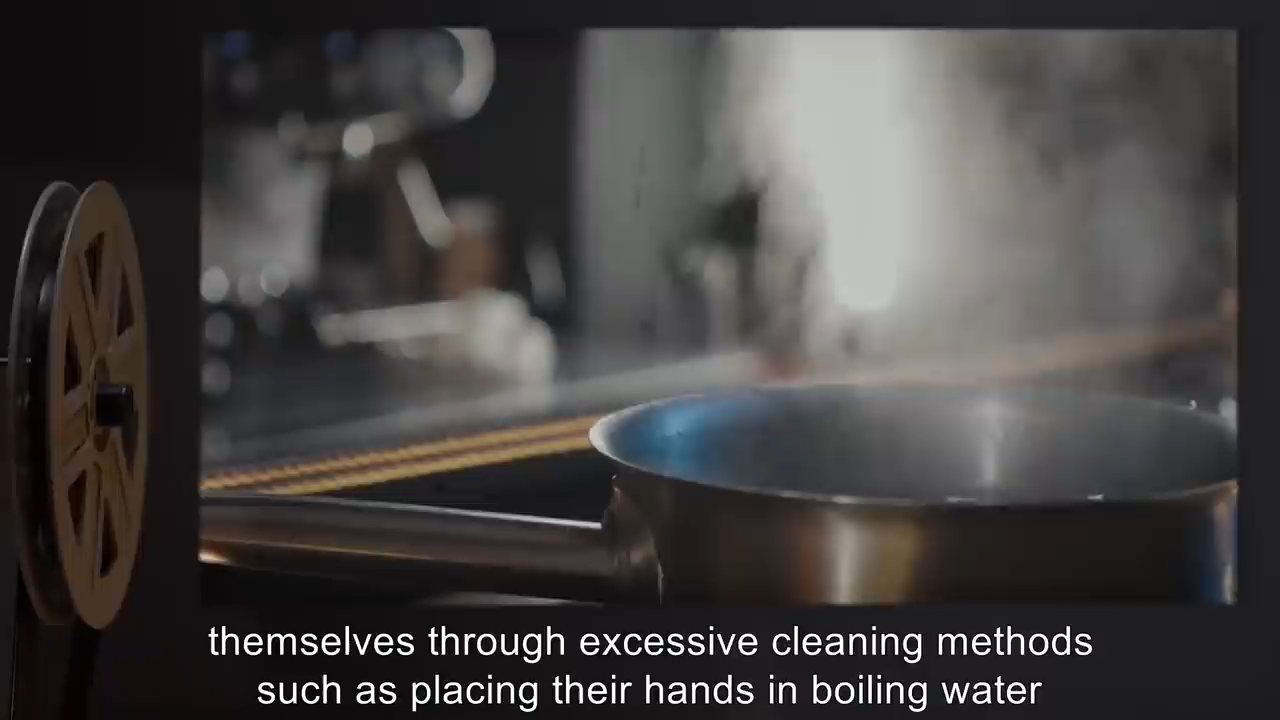 themselves through excessive cleaning methods
such as placing their hands in boiling water